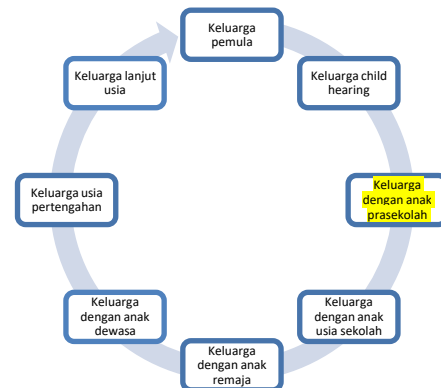 Keluarga
pemula
Keluarga child
hearing
Keluarga
dengan anak
prasekolah
Keluarga
dengan anak
usia sekolah
Keluarga
dengan anak
remaja
Keluarga
dengan anak
dewasa
Keluarga usia
pertengahan
Keluarga lanjut
usia